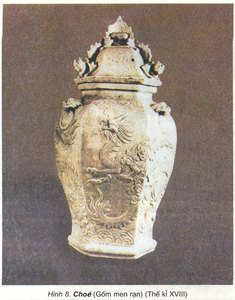 Hình 8. Choé (Gốm men rạn) (Thế kỉ XVIII)